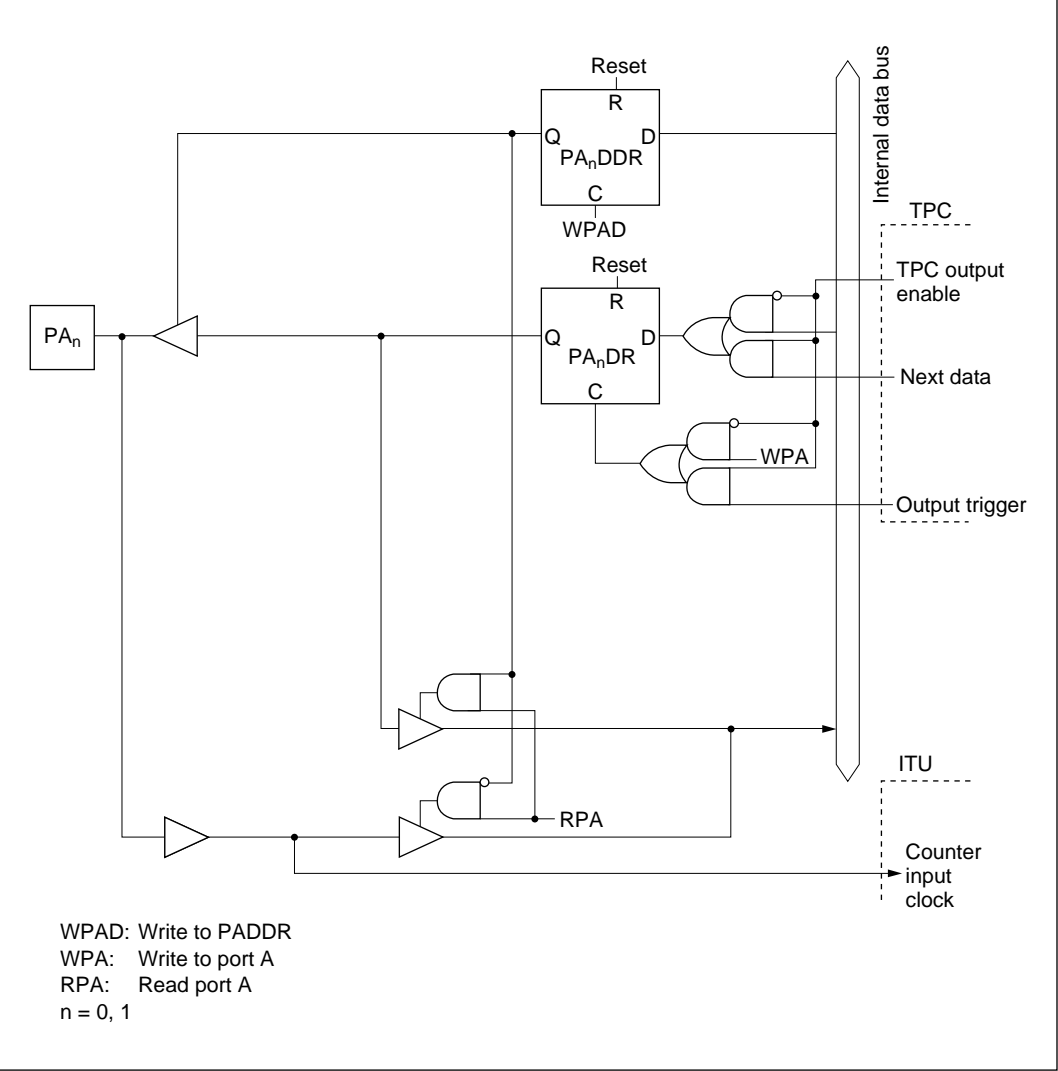 Reset
R
Q
D
PAnDDR
C
WPAD
Internal data bus
TPC
TPC output
enable
Reset
R
PAn
Q
D
PAnDR
C
Next data
WPA
Output trigger
RPA
ITU
Counter
input
clock
WPAD: Write to PADDR
WPA: Write to port A
RPA: Read port A
n = 0, 1